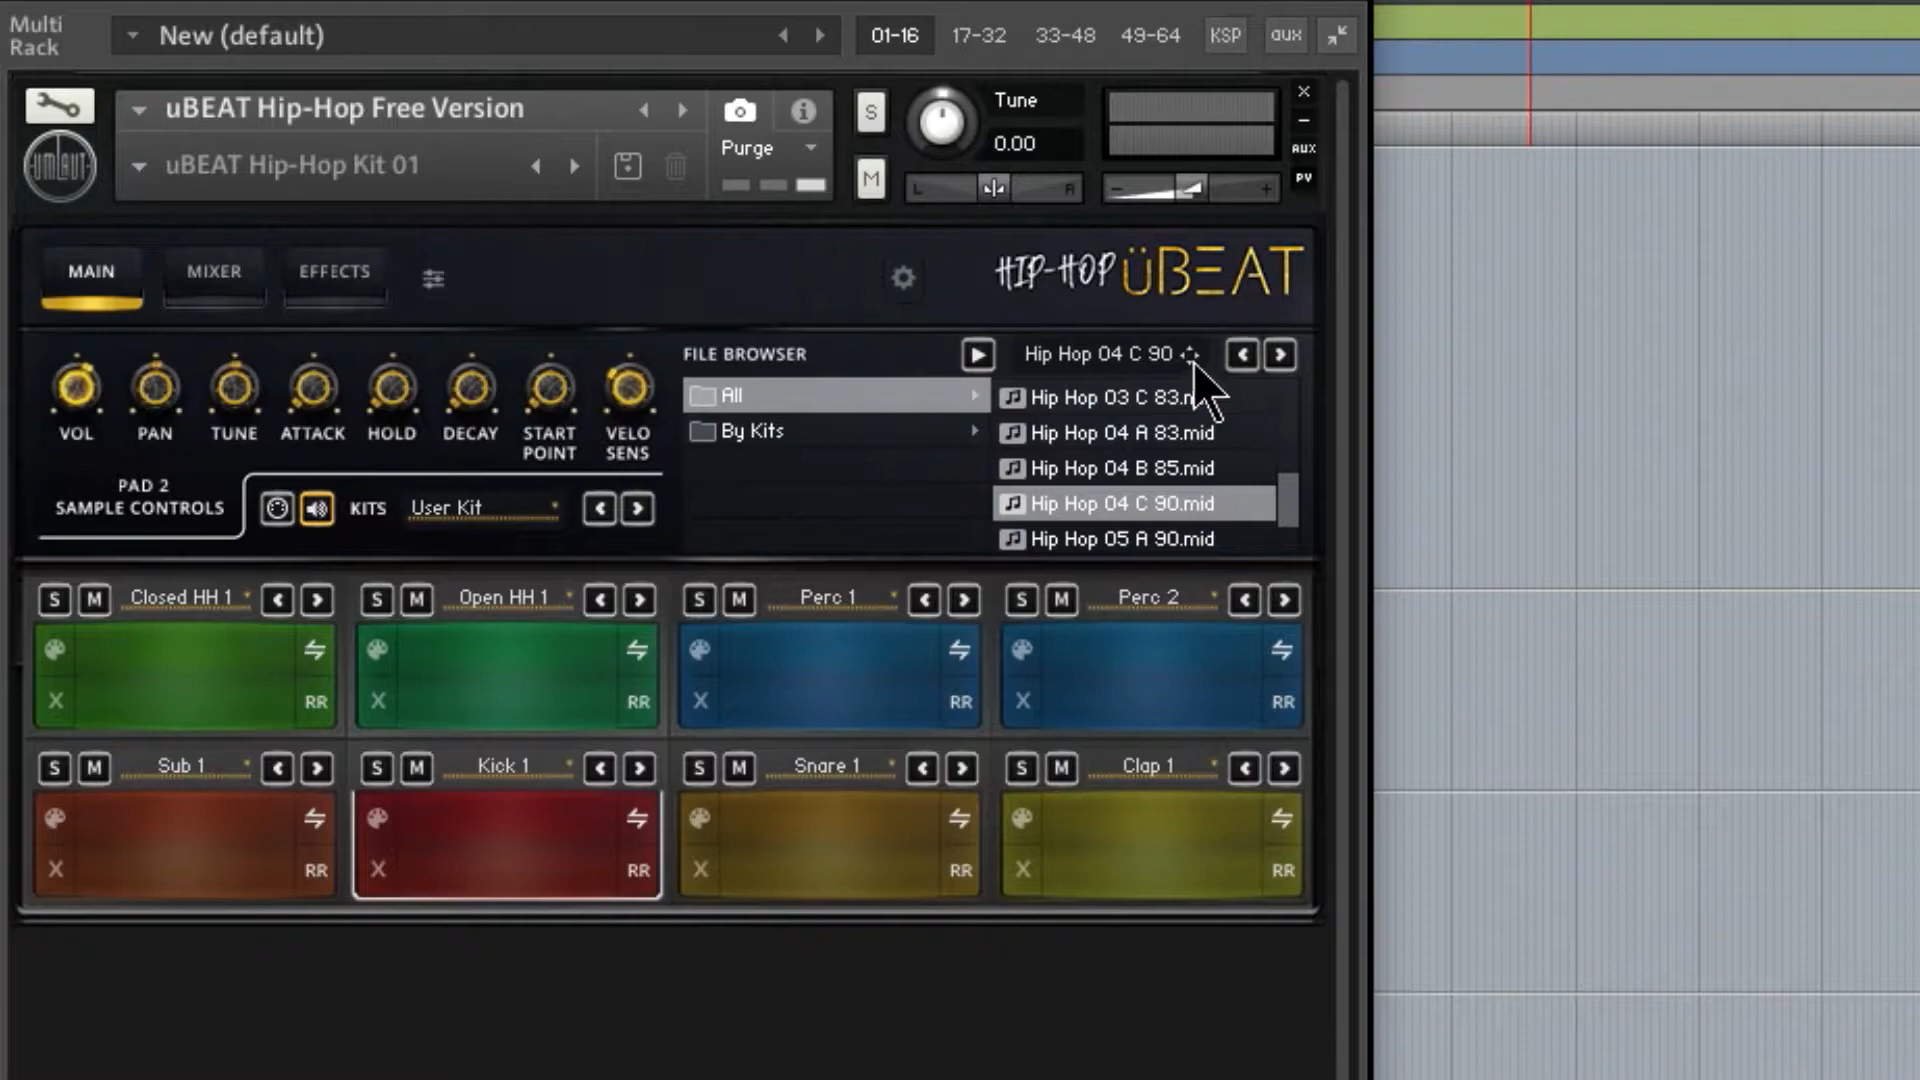 Multi Rack
New (default)
01-16 17-32 33-48 49-64 KSP aux
uBEAT Hip-Hop Free Version
S
Tune
0.00
X
AUX
PV
UMLAUT
uBEAT Hip-Hop Kit 01
Purge
M
L R
- +
MAIN MIXER EFFECTS
HIP-HOP üBEAT
FILE BROWSER
Hip Hop 04 C 90
All
By Kits
Hip Hop 03 C 83.m
Hip Hop 04 A 83.mid
Hip Hop 04 B 85.mid
Hip Hop 04 C 90.mid
Hip Hop 05 A 90.mid
VOL PAN TUNE ATTACK HOLD DECAY START POINT VELO SENS
PAD 2
SAMPLE CONTROLS
KITS User Kit
S M Closed HH 1 S M Open HH 1 S M Perc 1 S M Perc 2
X RR X RR X RR X RR
S M Sub 1 S M Kick 1 S M Snare 1 S M Clap 1
X RR X RR X RR X RR